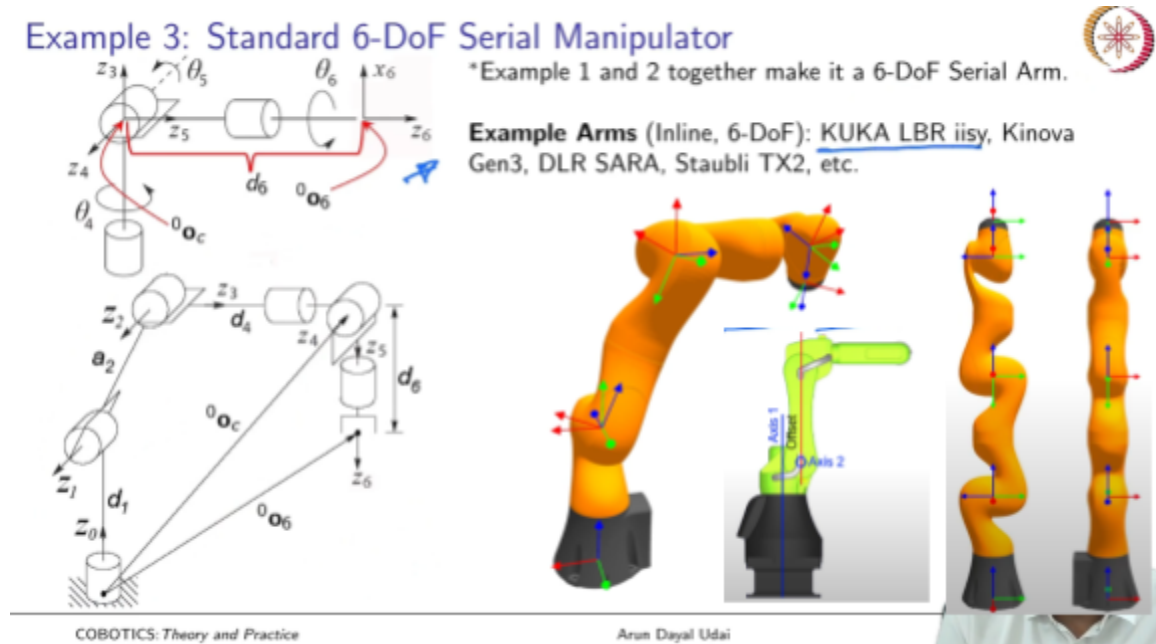 Example 3: Standard 6-DoF Serial Manipulator
*Example 1 and 2 together make it a 6-DoF Serial Arm.
Example Arms (Inline, 6-DoF): KUKA LBR iisy, Kinova
Gen3, DLR SARA, Staubli TX2, etc.
z3
θ5
θ6
x6
z5
z6
z4
d6
θ4
⁰oc
⁰o6
z3
z2
d4
z4
z5
a2
d6
⁰oc
z1
d1
z6
z0
⁰o6
Axis 1
Offset
Axis 2
COBOTICS: Theory and Practice
Arun Dayal Udai